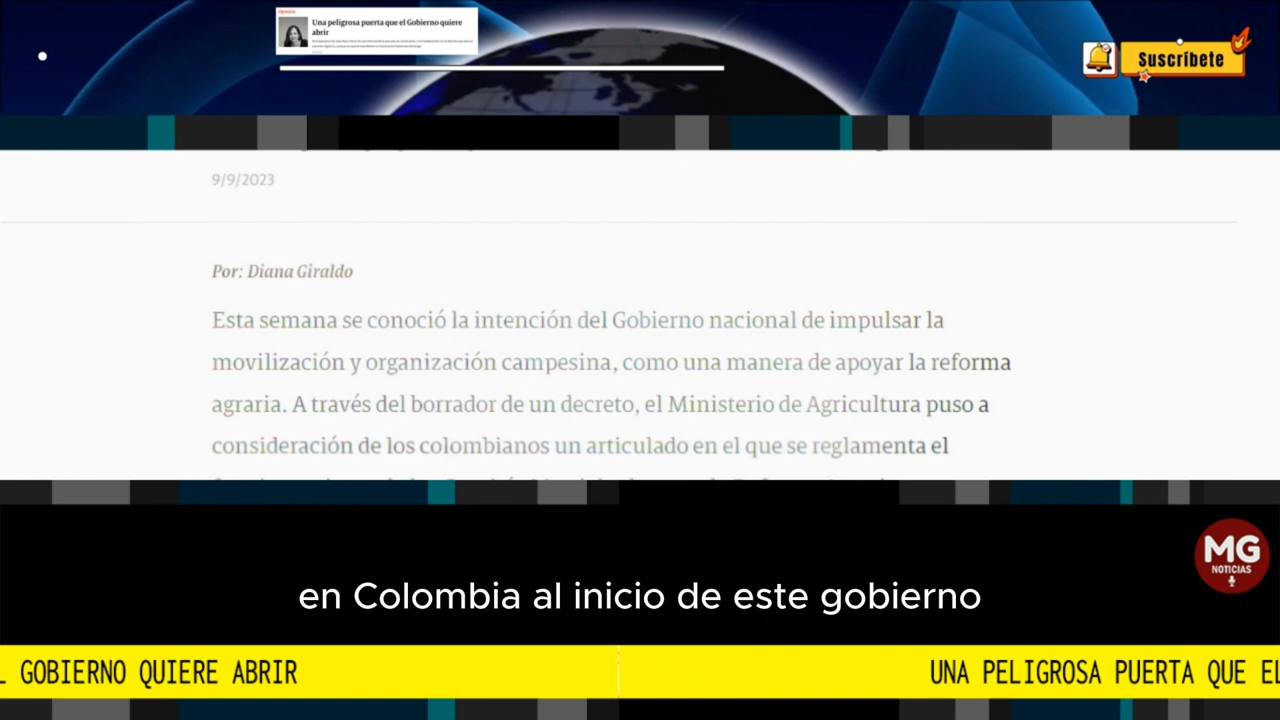 Opinión
Una peligrosa puerta que el Gobierno quiere
abrir
Suscríbete
9/9/2023
Por: Diana Giraldo
Esta semana se conoció la intención del Gobierno nacional de impulsar la
movilización y organización campesina, como una manera de apoyar la reforma
agraria. A través del borrador de un decreto, el Ministerio de Agricultura puso a
consideración de los colombianos un articulado en el que se reglamenta el
MG
NOTICIAS
en Colombia al inicio de este gobierno
L GOBIERNO QUIERE ABRIR
UNA PELIGROSA PUERTA QUE EL